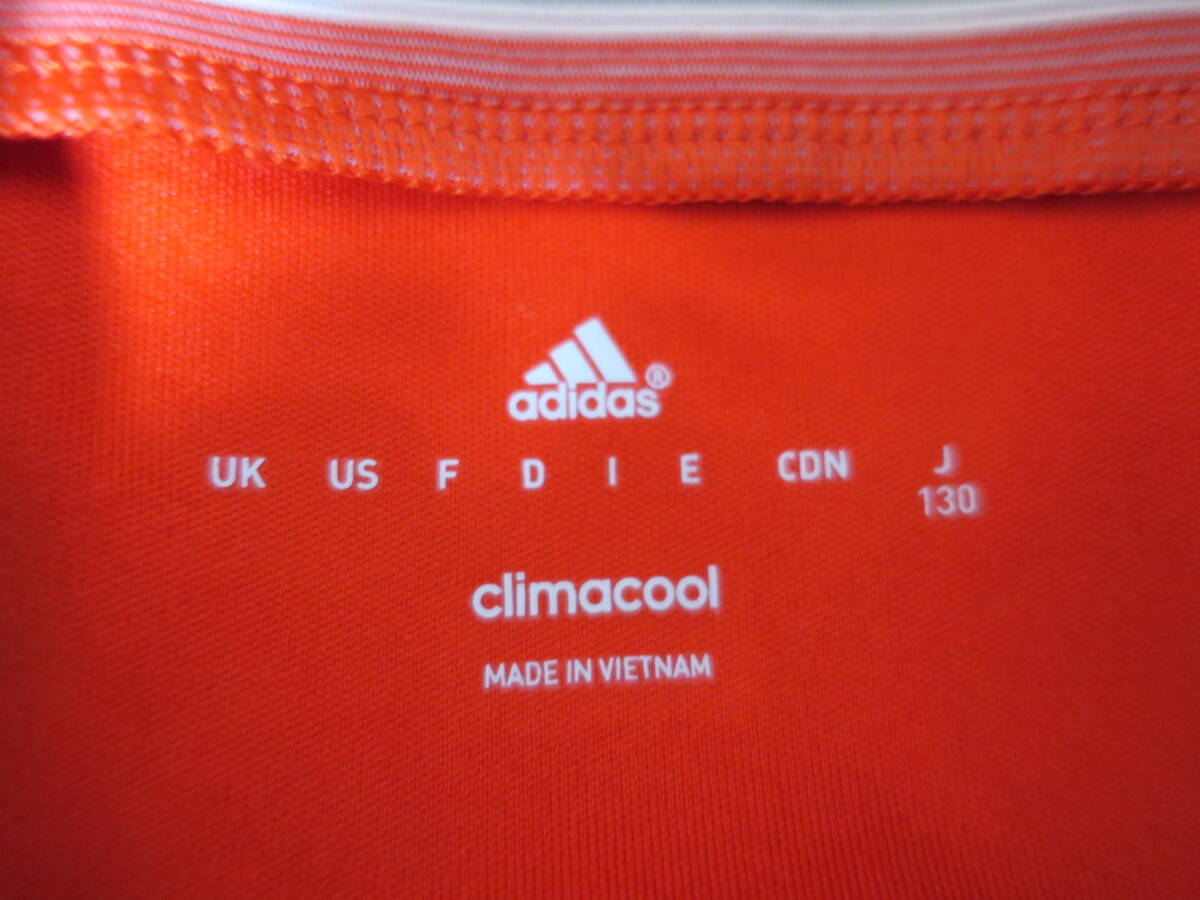 adidas®
UK US F D I E CDN J
130
climacool
MADE IN VIETNAM